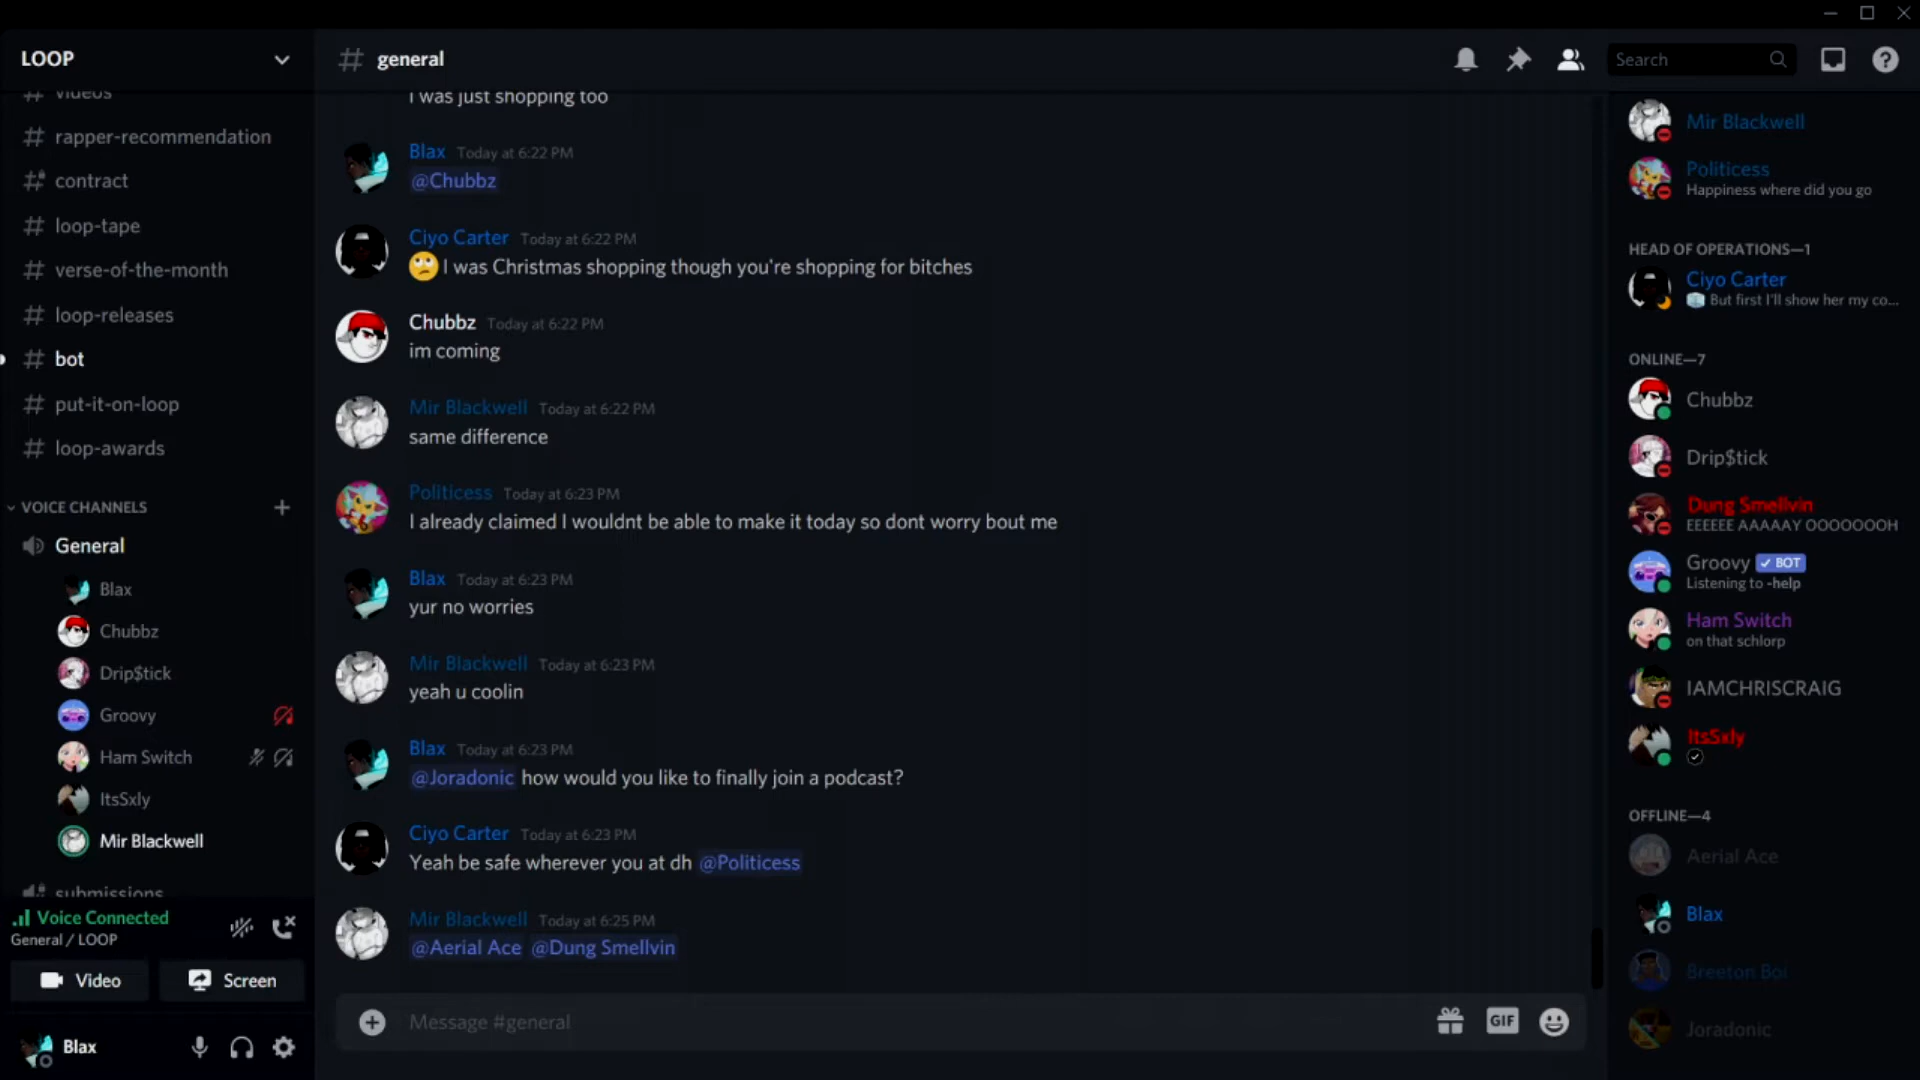 LOOP
videos
rapper-recommendation
contract
loop-tape
verse-of-the-month
loop-releases
bot
put-it-on-loop
loop-awards
VOICE CHANNELS
General
Blax
Chubbz
Drip$tick
Groovy
Ham Switch
ItsSxly
Mir Blackwell
submissions
Voice Connected
General / LOOP
Video
Screen
Blax
general
I was just shopping too
Blax Today at 6:22 PM
@Chubbz
Ciyo Carter Today at 6:22 PM
🙄 I was Christmas shopping though you're shopping for bitches
Chubbz Today at 6:22 PM
im coming
Mir Blackwell Today at 6:22 PM
same difference
Politicess Today at 6:23 PM
I already claimed I wouldnt be able to make it today so dont worry bout me
Blax Today at 6:23 PM
yur no worries
Mir Blackwell Today at 6:23 PM
yeah u coolin
Blax Today at 6:23 PM
@Joradonic how would you like to finally join a podcast?
Ciyo Carter Today at 6:23 PM
Yeah be safe wherever you at dh @Politicess
Mir Blackwell Today at 6:25 PM
@Aerial Ace @Dung Smellvin
Message #general
GIF
Search
Mir Blackwell
Politicess
Happiness where did you go
HEAD OF OPERATIONS—1
Ciyo Carter
But first I'll show her my co...
ONLINE—7
Chubbz
Drip$tick
Dung Smellvin
EEEEEE AAAAAY OOOOOOOH
Groovy ✓ BOT
Listening to -help
Ham Switch
on that schlorp
IAMCHRISCRAIG
ItsSxly
OFFLINE—4
Aerial Ace
Blax
Breeton Boi
Joradonic